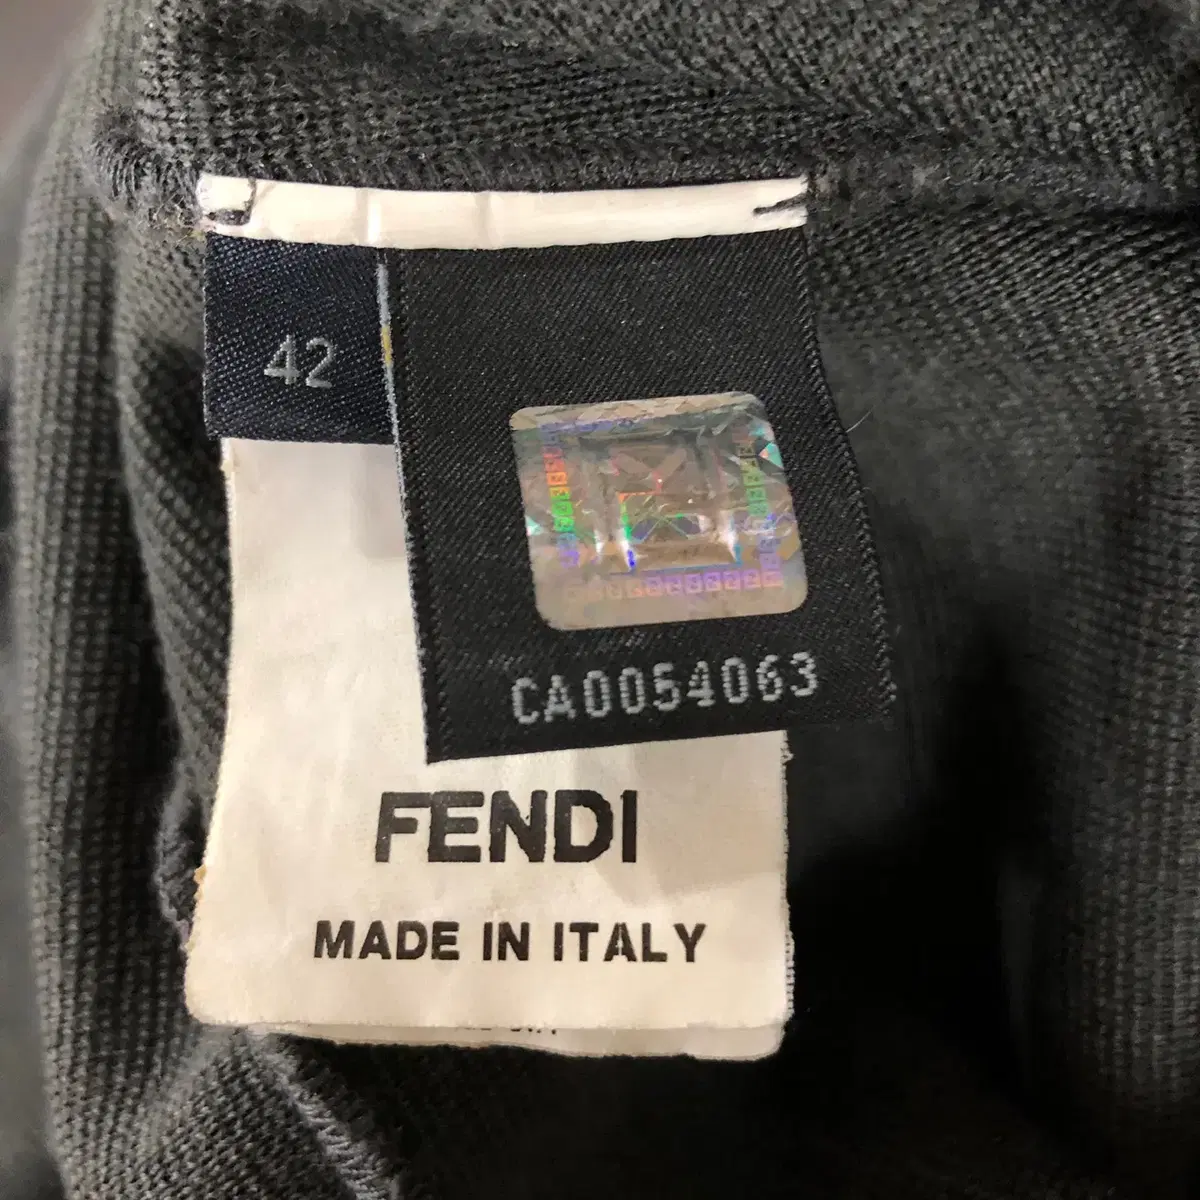 42
CA0054063
FENDI
MADE IN ITALY